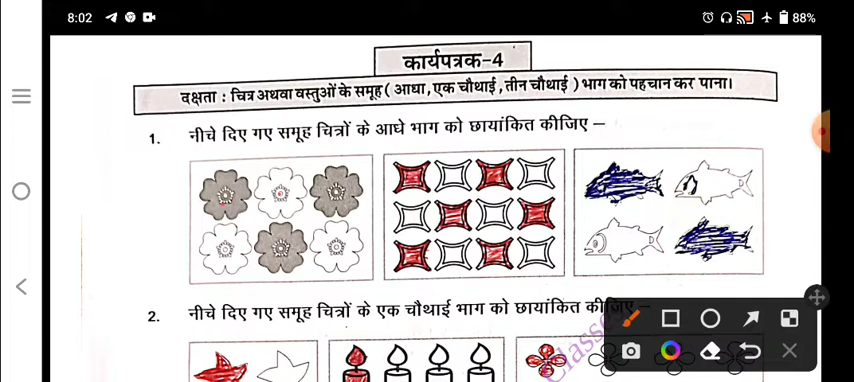 8:02
88%
कार्यपत्रक-4
दक्षता : चित्र अथवा वस्तुओं के समूह ( आधा, एक चौथाई, तीन चौथाई ) भाग को पहचान कर पाना।
1. नीचे दिए गए समूह चित्रों के आधे भाग को छायांकित कीजिए –
2. नीचे दिए गए समूह चित्रों के एक चौथाई भाग को छायांकित कीजिए –
Classes